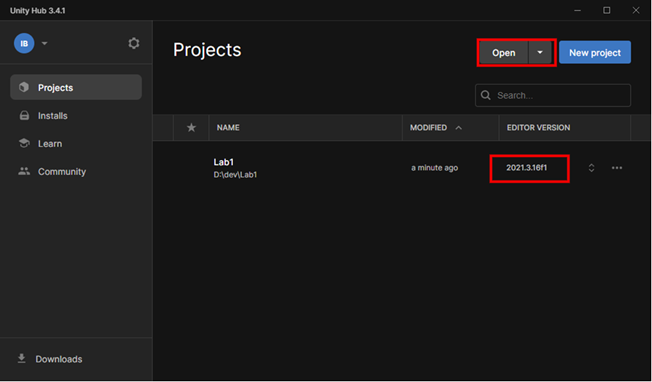 Unity Hub 3.4.1
IB
Projects
Open
New project
Projects
Installs
Learn
Community
Search...
NAME
MODIFIED
EDITOR VERSION
Lab1
D:\dev\Lab1
a minute ago
2021.3.16f1
Downloads